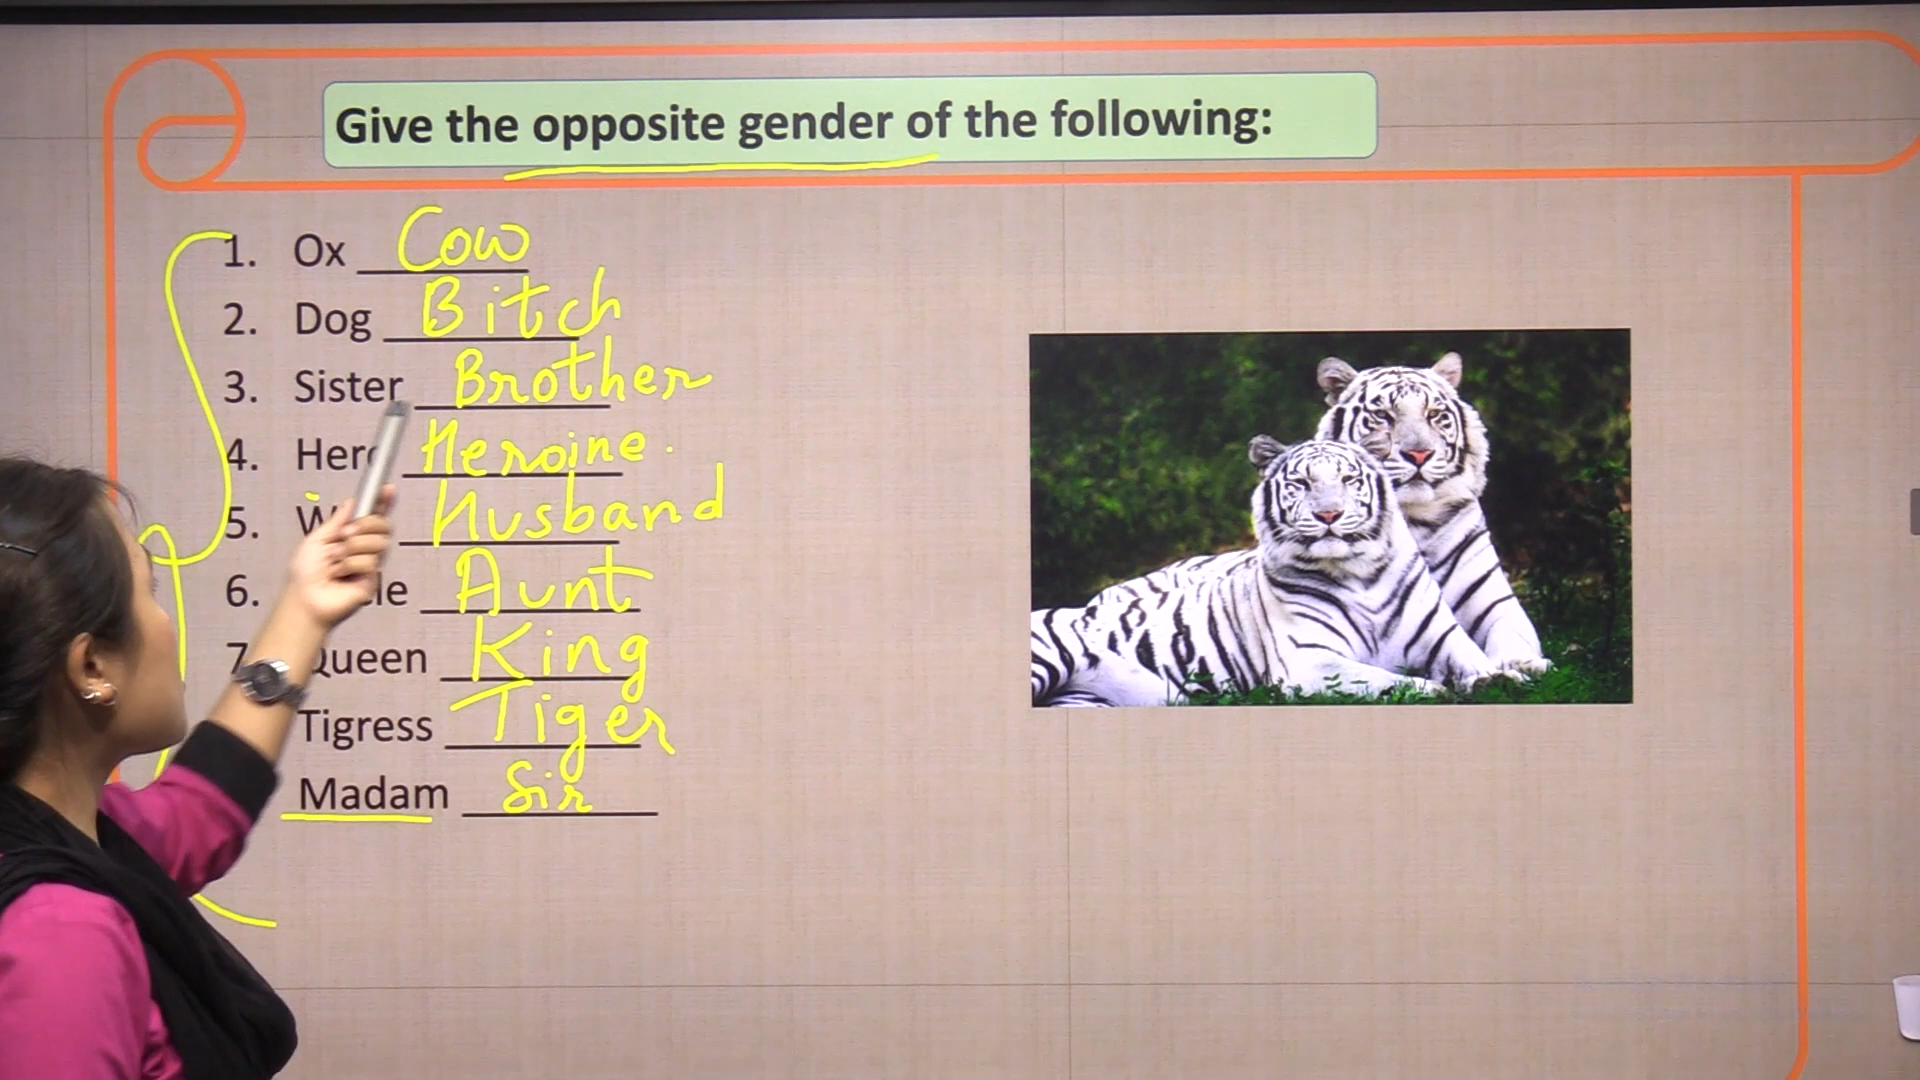 Give the opposite gender of the following:
1. Ox Cow
2. Dog Bitch
3. Sister Brother
4. Heroine.
5. Husband
6. Aunt
7 Queen King
Tigress Tiger
Madam Sir